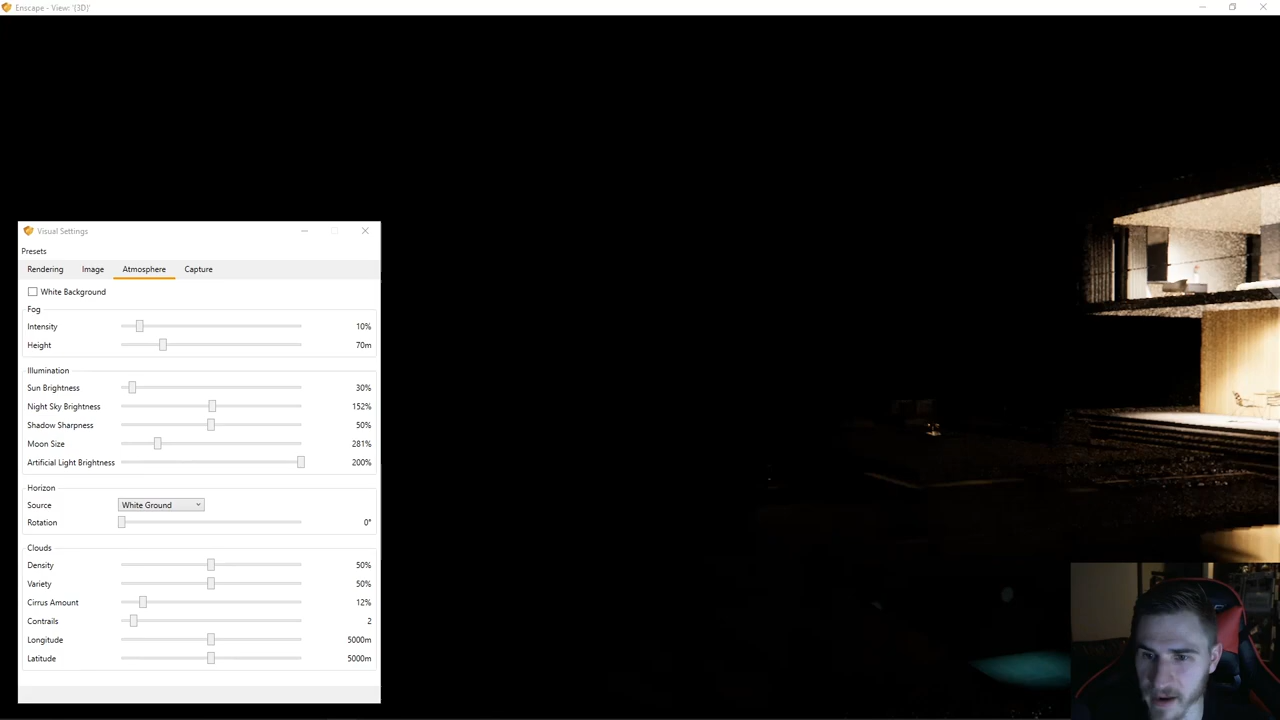 Enscape - View: '{3D}'
Visual Settings
Presets
Rendering Image Atmosphere Capture
White Background
Fog
Intensity 10%
Height 70m
Illumination
Sun Brightness 30%
Night Sky Brightness 152%
Shadow Sharpness 50%
Moon Size 281%
Artificial Light Brightness 200%
Horizon
Source White Ground
Rotation 0°
Clouds
Density 50%
Variety 50%
Cirrus Amount 12%
Contrails 2
Longitude 5000m
Latitude 5000m